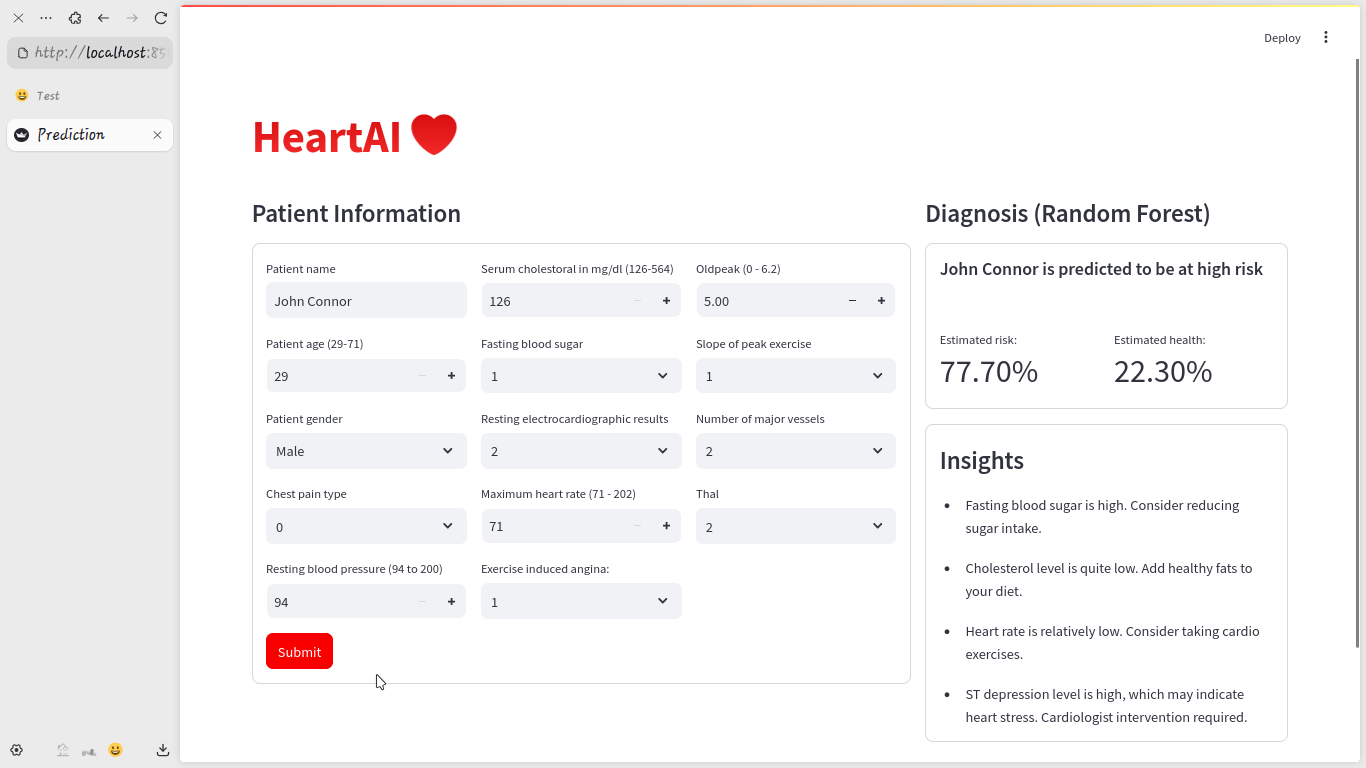 http://localhost:85
Test
Prediction
Deploy
HeartAI
Patient Information
Patient name
John Connor
Patient age (29-71)
29
Patient gender
Male
Chest pain type
0
Resting blood pressure (94 to 200)
94
Serum cholestoral in mg/dl (126-564)
126
Fasting blood sugar
1
Resting electrocardiographic results
2
Maximum heart rate (71 - 202)
71
Exercise induced angina:
1
Oldpeak (0 - 6.2)
5.00
Slope of peak exercise
1
Number of major vessels
2
Thal
2
Submit
Diagnosis (Random Forest)
John Connor is predicted to be at high risk
Estimated risk:
77.70%
Estimated health:
22.30%
Insights
Fasting blood sugar is high. Consider reducing
sugar intake.
Cholesterol level is quite low. Add healthy fats to
your diet.
Heart rate is relatively low. Consider taking cardio
exercises.
ST depression level is high, which may indicate
heart stress. Cardiologist intervention required.